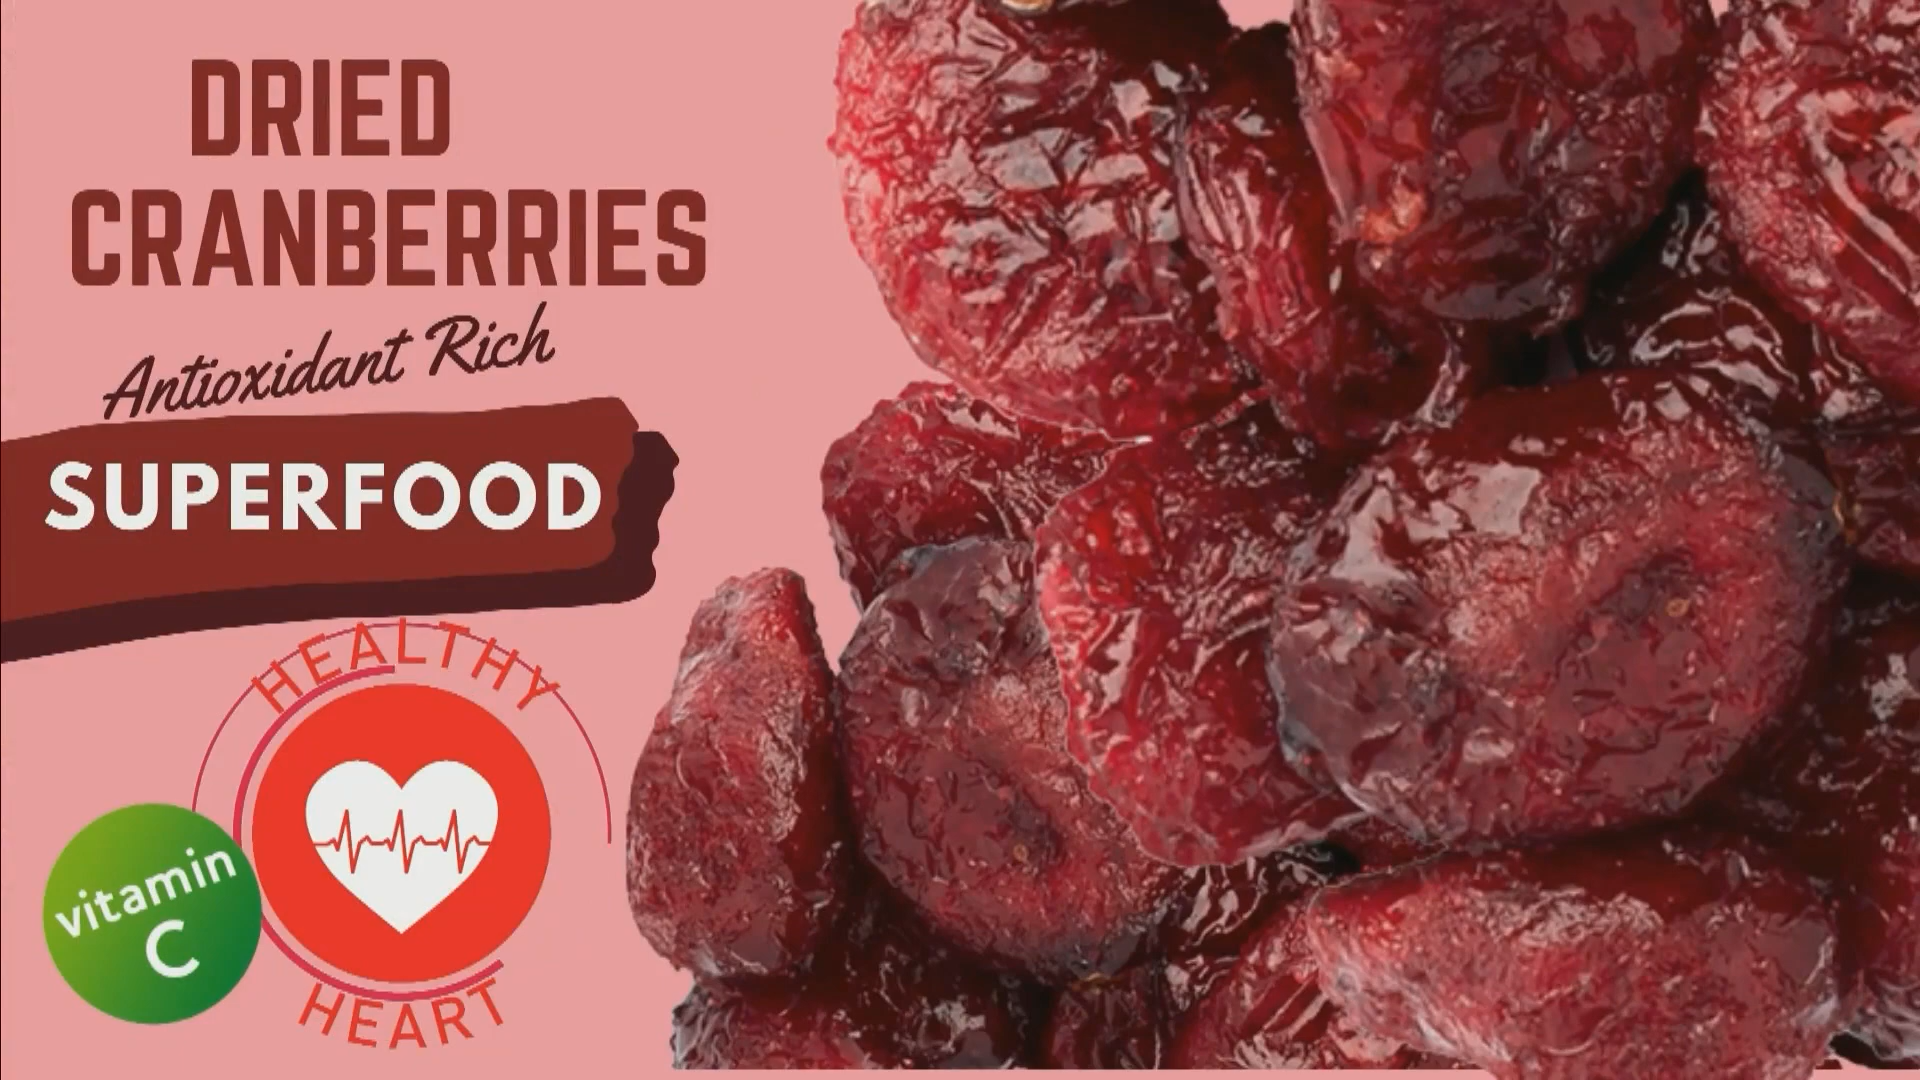 DRIED
CRANBERRIES
Antioxidant Rich
SUPERFOOD
HEALTHY
vitamin
C
HEART